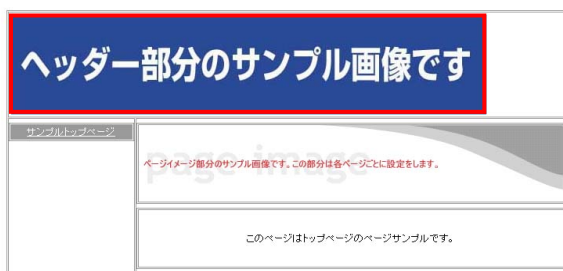 ヘッダー部分のサンプル画像です
サンプルトップページ
page-image
ページイメージ部分のサンプル画像です。この部分は各ページごとに設定をします。
このページはトップページのページサンプルです。